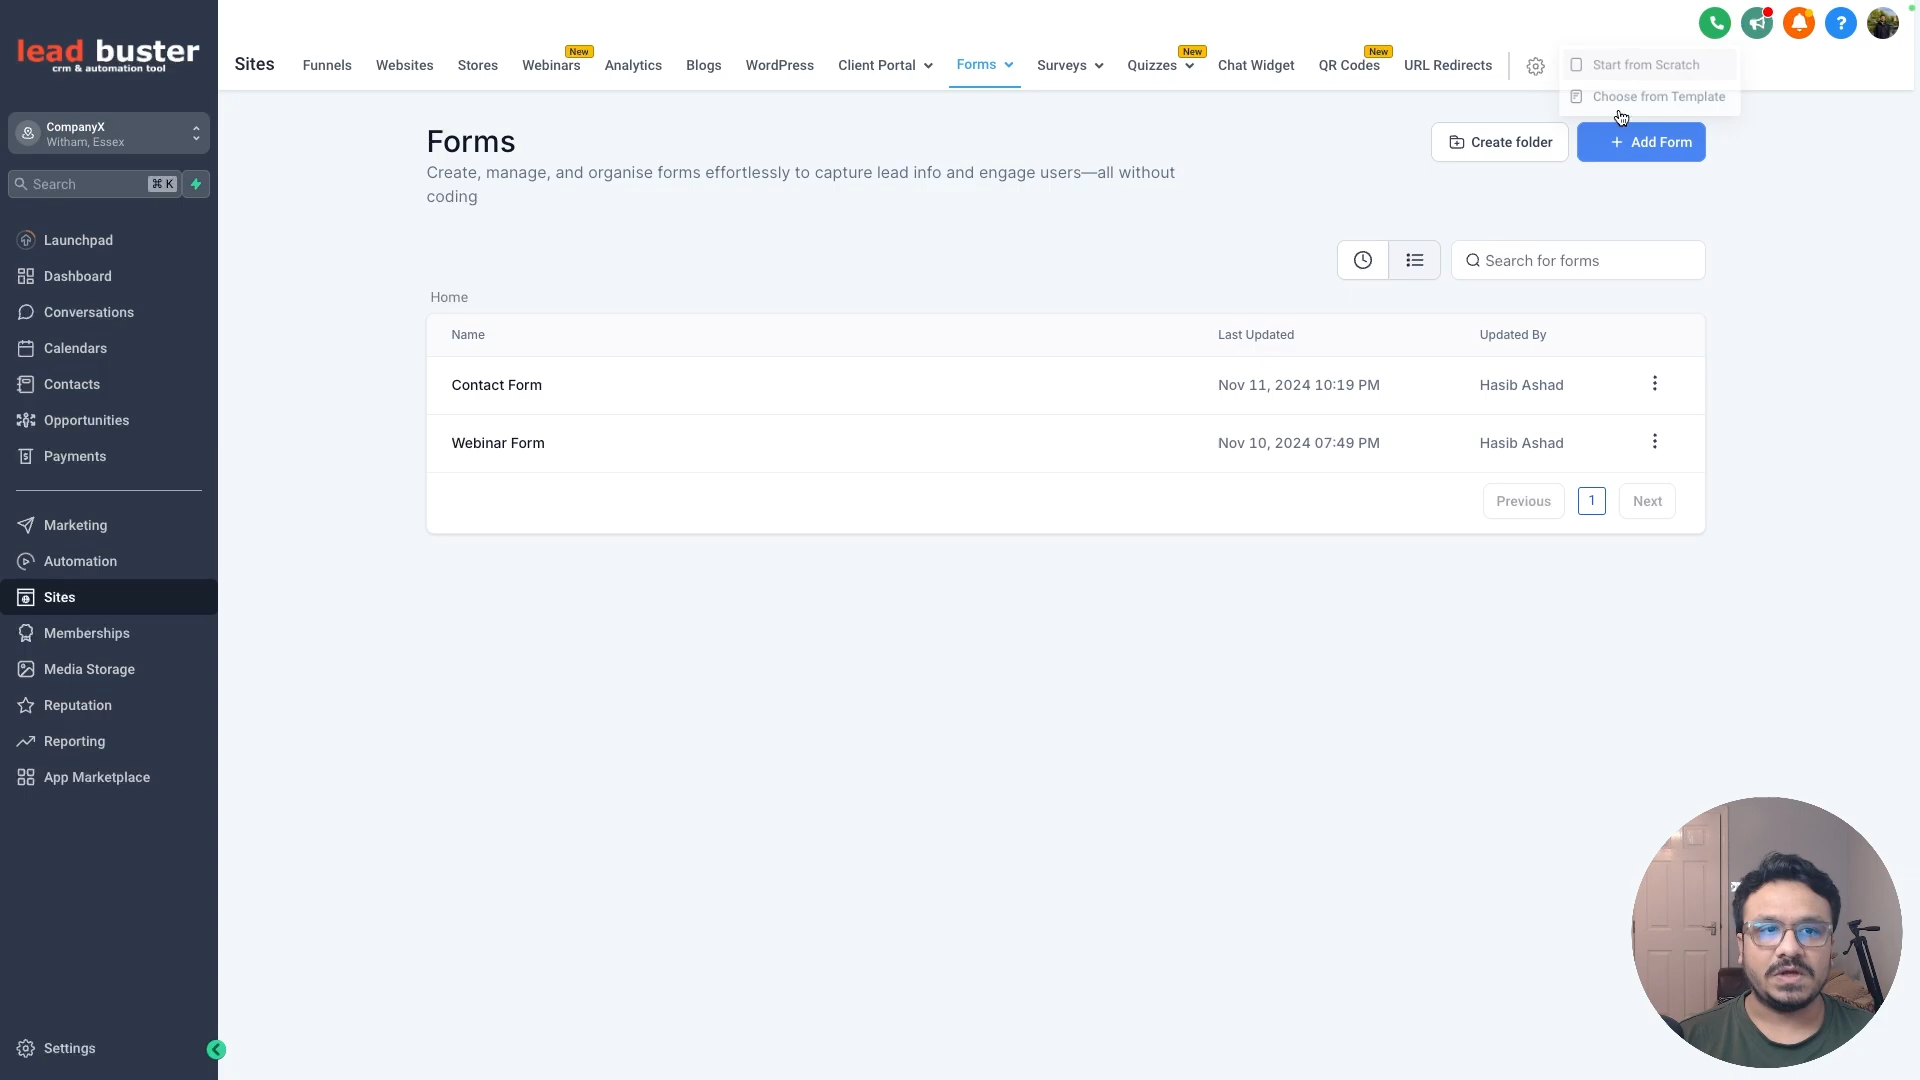 lead buster
crm & automation tool
CompanyX
Witham, Essex
Search
⌘ K
Launchpad
Dashboard
Conversations
Calendars
Contacts
Opportunities
Payments
Marketing
Automation
Sites
Memberships
Media Storage
Reputation
Reporting
App Marketplace
Settings
Sites
Funnels
Websites
Stores
Webinars
New
Analytics
Blogs
WordPress
Client Portal
Forms
Surveys
Quizzes
New
Chat Widget
QR Codes
New
URL Redirects
Start from Scratch
Choose from Template
Forms
Create, manage, and organise forms effortlessly to capture lead info and engage users—all without
coding
Create folder
+ Add Form
Search for forms
Home
Name Last Updated Updated By
Contact Form Nov 11, 2024 10:19 PM Hasib Ashad
Webinar Form Nov 10, 2024 07:49 PM Hasib Ashad
Previous 1 Next